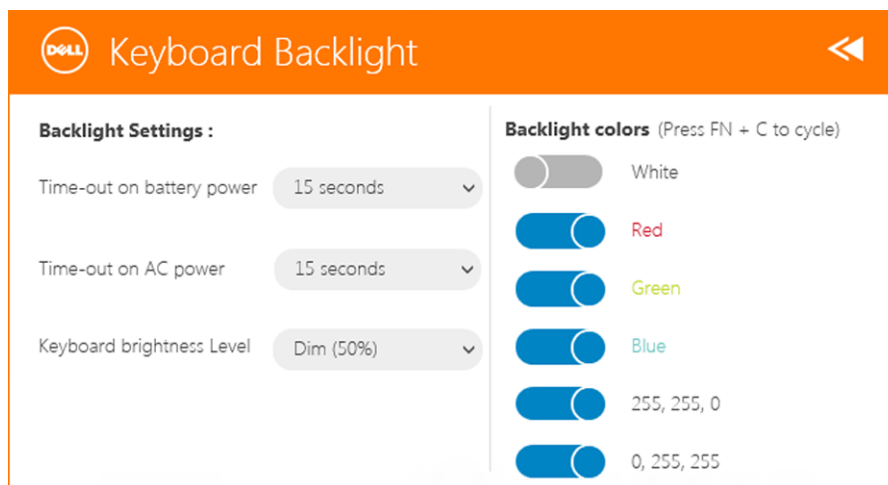 DELL Keyboard Backlight
Backlight Settings :
Time-out on battery power 15 seconds
Time-out on AC power 15 seconds
Keyboard brightness Level Dim (50%)
Backlight colors (Press FN + C to cycle)
White
Red
Green
Blue
255, 255, 0
0, 255, 255